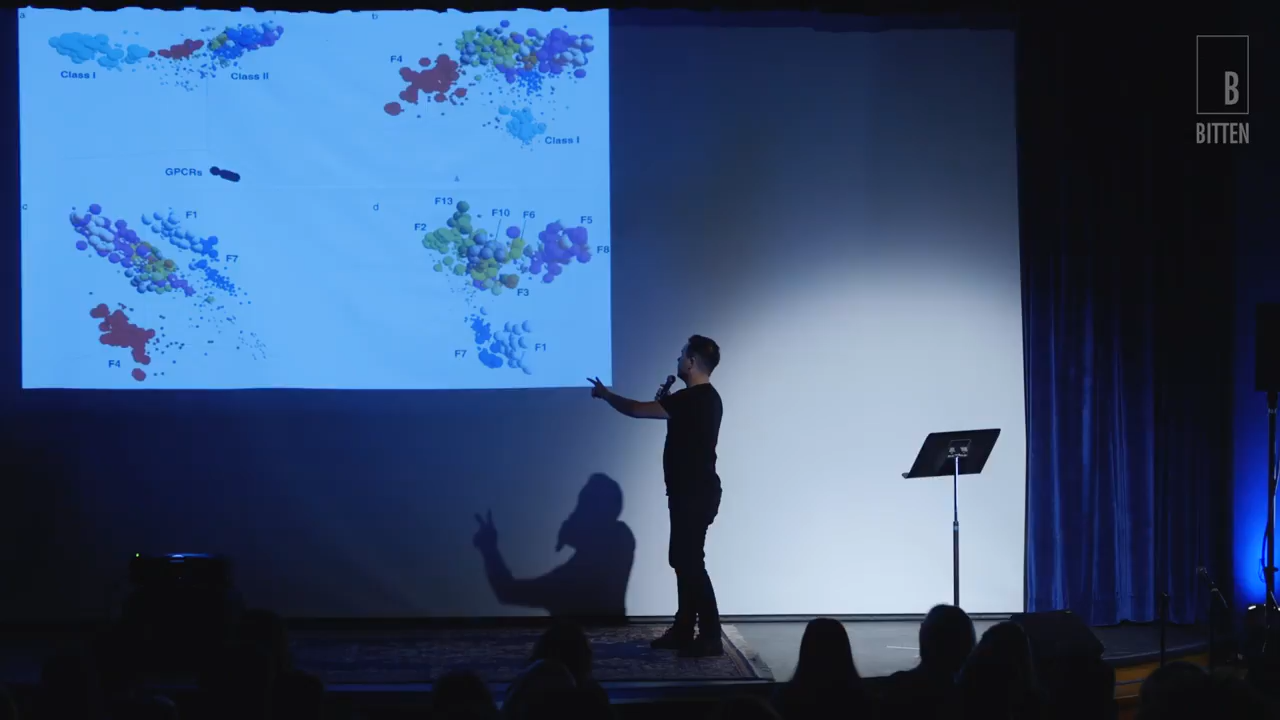 a
b
Class I
Class II
F4
Class I
GPCRs
c
d
F1
F7
F4
F13
F10
F6
F5
F2
F8
F3
F7
F1
B
BITTEN